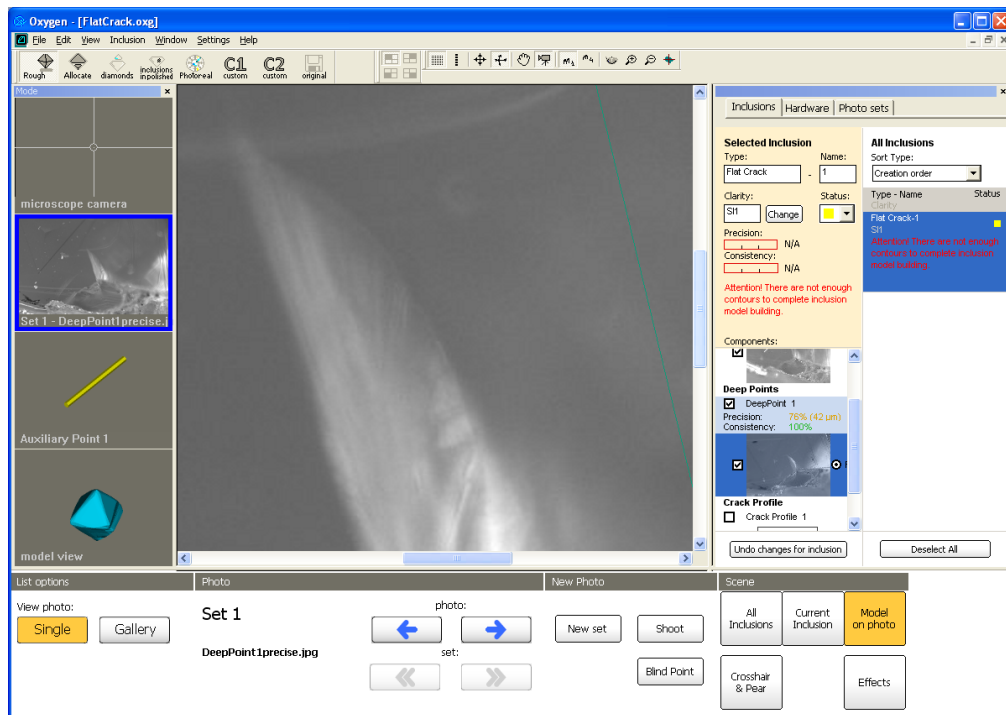 Oxygen - [FlatCrack.oxg]
File Edit View Inclusion Window Settings Help
Rough
Allocate
diamonds
inclusions
inpolished
Photoreal
C1
custom
C2
custom
original
Mode
microscope camera
Set 1 - DeepPoint1precise.j
Auxiliary Point 1
model view
Inclusions Hardware Photo sets
Selected Inclusion
Type: Name:
Flat Crack - 1
Clarity: Status:
SI1 Change
Precision:
N/A
Consistency:
N/A
Attention! There are not enough
contours to complete inclusion
model building.
Components:
Deep Points
DeepPoint 1
Precision: 76% (42 μm)
Consistency: 100%
Crack Profile
Crack Profile 1
Undo changes for inclusion
All Inclusions
Sort Type:
Creation order
Type - Name Status
Clarity
Flat Crack-1
SI1
Attention! There are not enough
contours to complete inclusion
model building.
Deselect All
List options
View photo:
Single Gallery
Photo
Set 1
DeepPoint1precise.jpg
photo:
set:
New Photo
New set Shoot
Blind Point
Scene
All
Inclusions
Current
Inclusion
Model
on photo
Crosshair
& Pear
Effects